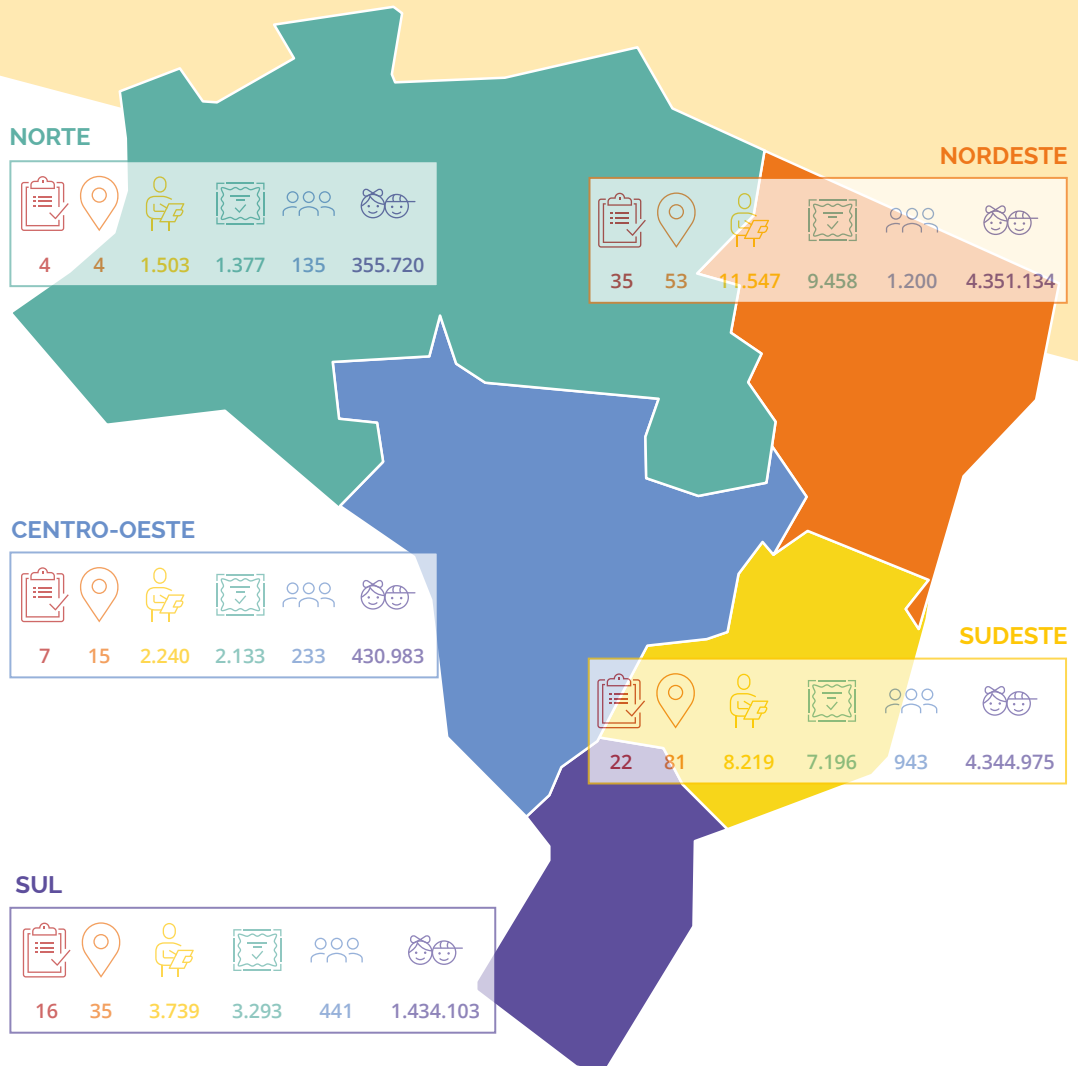 NORTE
4 4 1.503 1.377 135 355.720
NORDESTE
35 53 11.547 9.458 1.200 4.351.134
CENTRO-OESTE
7 15 2.240 2.133 233 430.983
SUDESTE
22 81 8.219 7.196 943 4.344.975
SUL
16 35 3.739 3.293 441 1.434.103